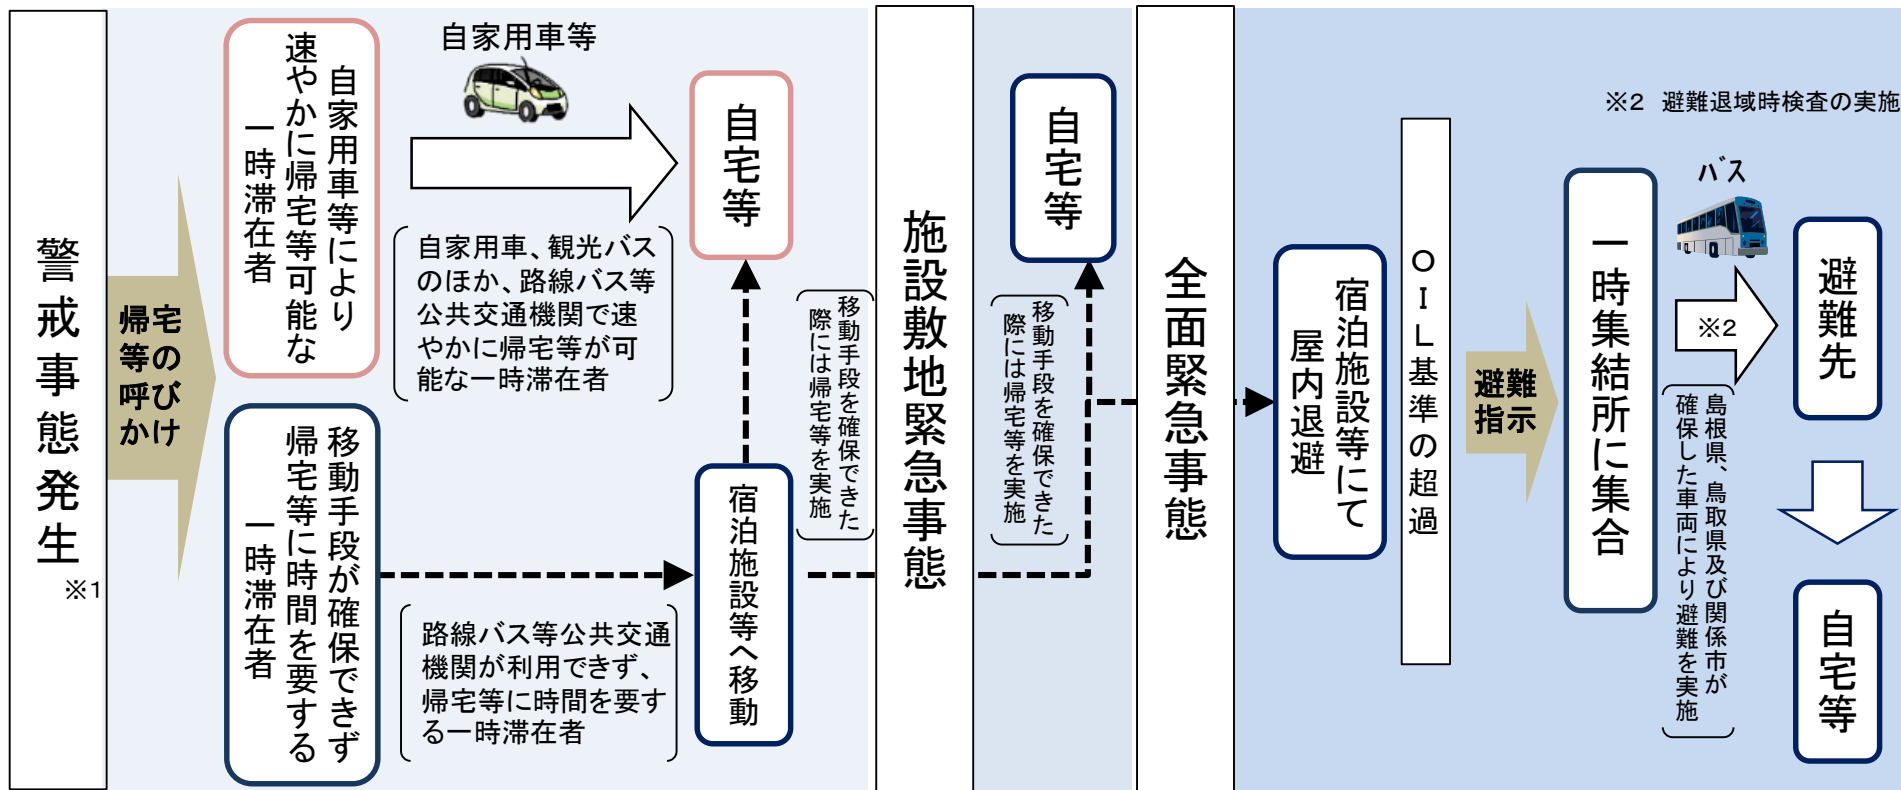 警戒事態発生
※1
帰宅
等の
呼び
かけ
自家用車等により
速やかに帰宅等可能な
一時滞在者
移動手段が確保できず
帰宅等に時間を要する
一時滞在者
自家用車等
自家用車、観光バス
のほか、路線バス等
公共交通機関で速
やかに帰宅等が可
能な一時滞在者
路線バス等公共交通
機関が利用できず、
帰宅等に時間を要す
る一時滞在者
自宅等
宿泊施設等へ移動
移動手段を確保できた
際には帰宅等を実施
施設敷地緊急事態
自宅等
移動手段を確保できた
際には帰宅等を実施
全面緊急事態
宿泊施設等にて
屋内退避
OIL基準の超過
避難
指示
一時集結所に集合
※2 避難退域時検査の実施
バス
※2
島根県、鳥取県及び関係市が
確保した車両により避難を実施
避難先
自宅等